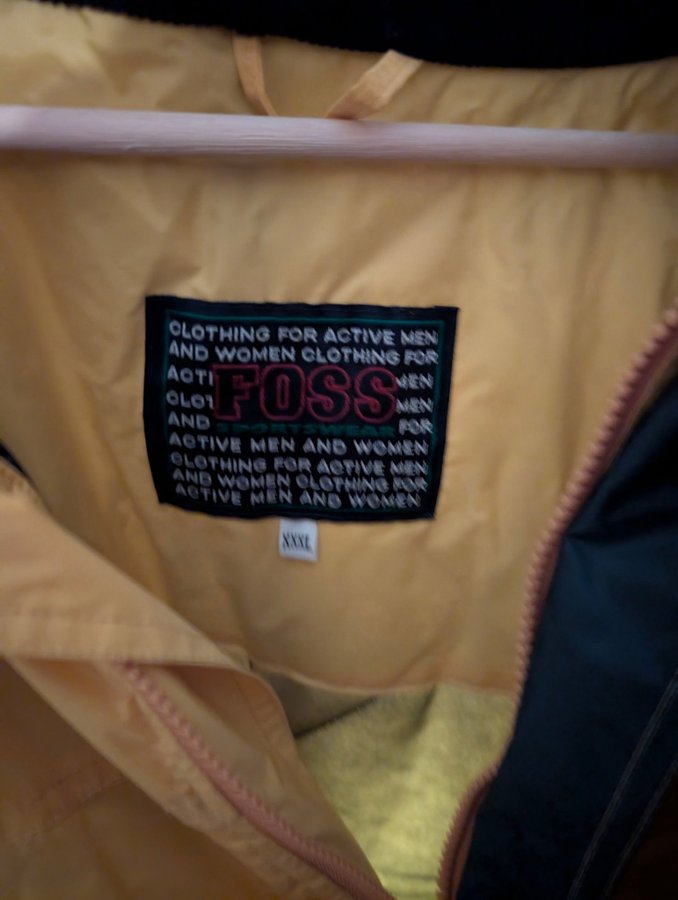 CLOTHING FOR ACTIVE MEN
AND WOMEN CLOTHING FOR
ACTI MEN
FOSS
CLOT MEN
AND SPORTSWEAR FOR
ACTIVE MEN AND WOMEN
CLOTHING FOR ACTIVE MEN
AND WOMEN CLOTHING FOR
ACTIVE MEN AND WOMEN
XXXL